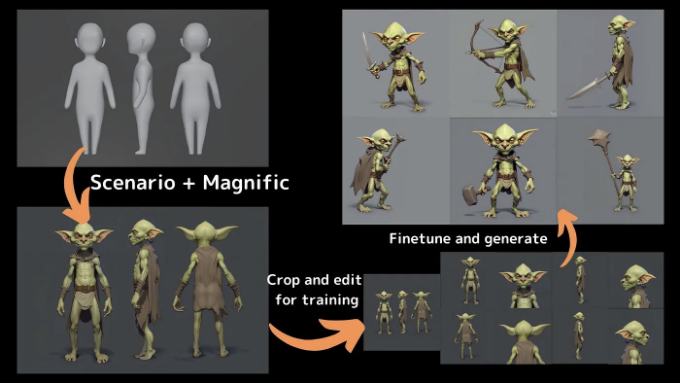 Scenario + Magnific
Finetune and generate
Crop and edit
for training